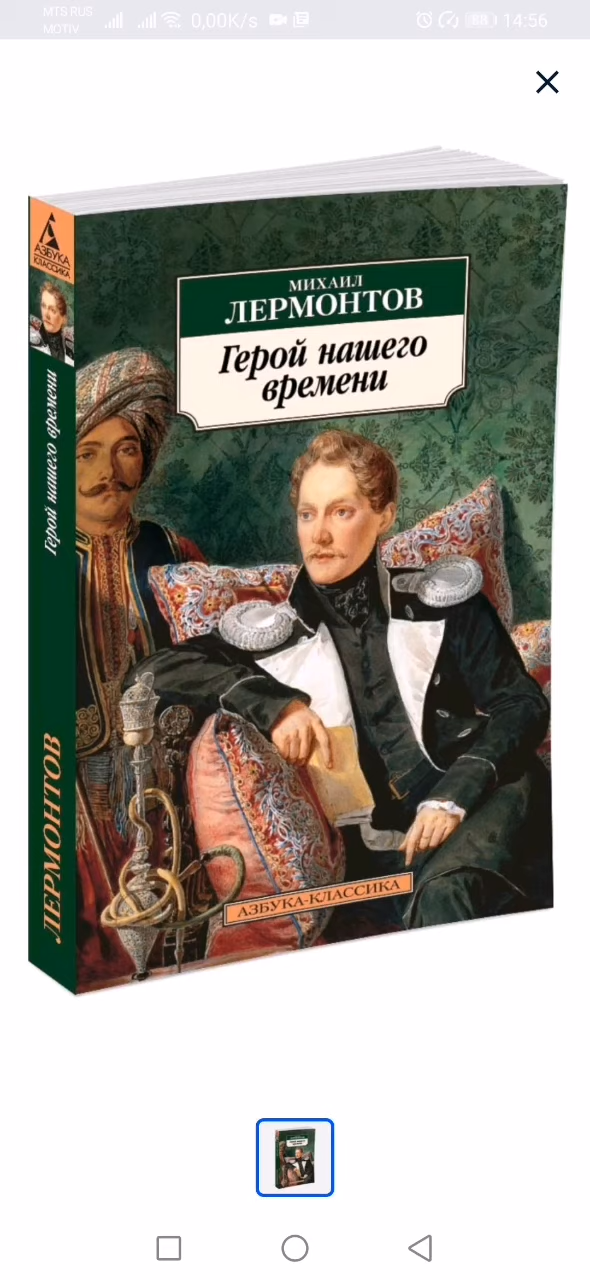 MTS RUS
MOTIV
0,00K/s
88
14:56
АЗБУКА
КЛАССИКА
Герой нашего времени
ЛЕРМОНТОВ
МИХАИЛ
ЛЕРМОНТОВ
Герой нашего
времени
АЗБУКА-КЛАССИКА